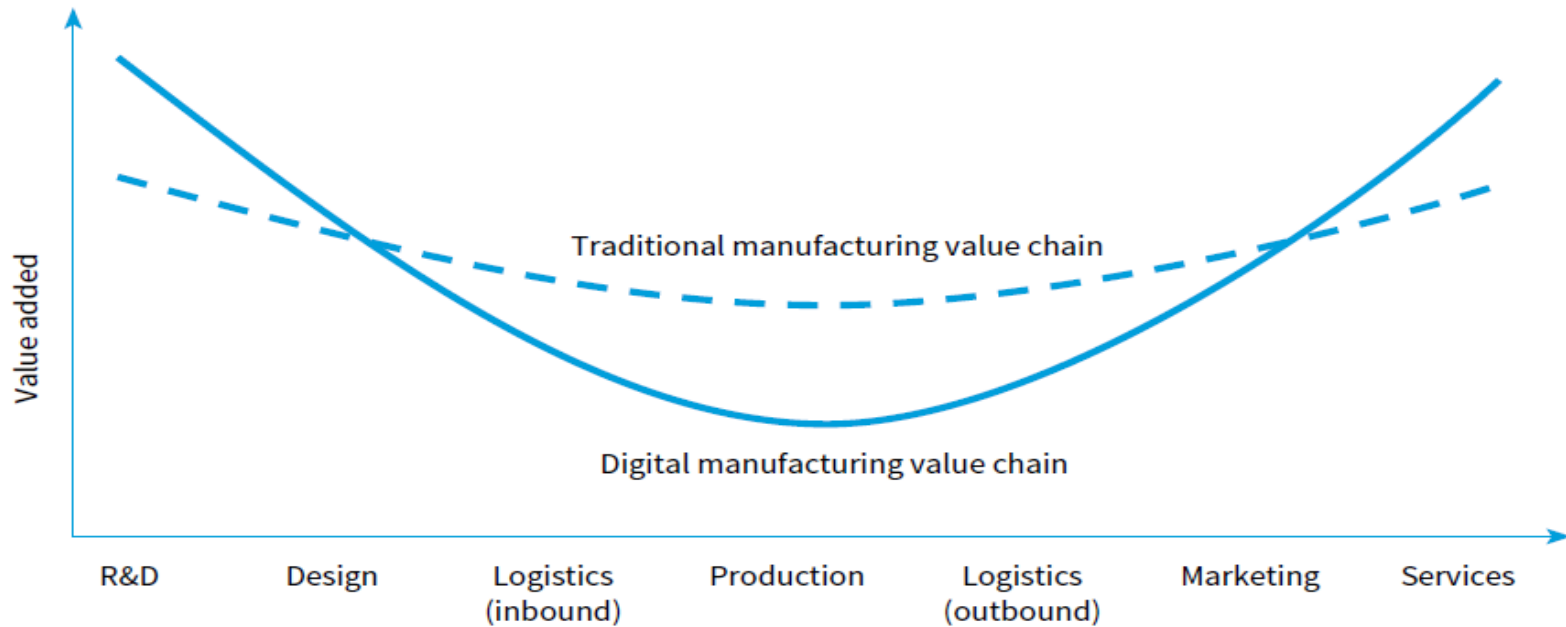 Value added
Traditional manufacturing value chain
Digital manufacturing value chain
R&D
Design
Logistics
(inbound)
Production
Logistics
(outbound)
Marketing
Services